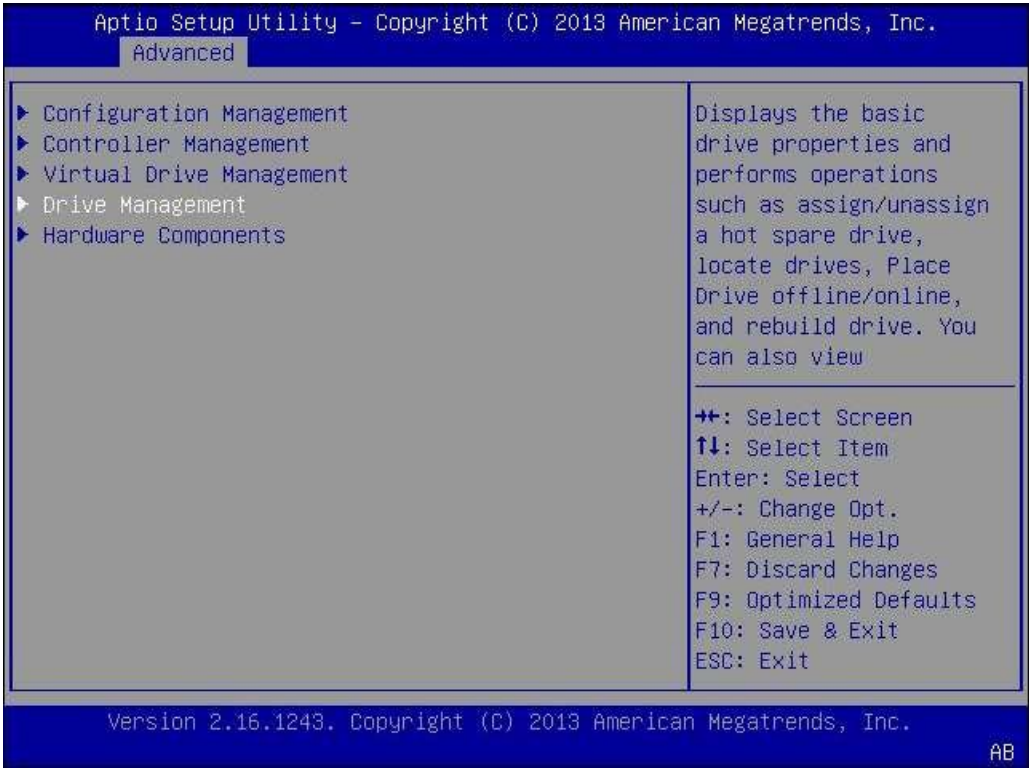 Aptio Setup Utility – Copyright (C) 2013 American Megatrends, Inc.
Advanced
▶ Configuration Management
▶ Controller Management
▶ Virtual Drive Management
▶ Drive Management
▶ Hardware Components
Displays the basic
drive properties and
performs operations
such as assign/unassign
a hot spare drive,
locate drives, Place
Drive offline/online,
and rebuild drive. You
can also view
→←: Select Screen
↑↓: Select Item
Enter: Select
+/-: Change Opt.
F1: General Help
F7: Discard Changes
F9: Optimized Defaults
F10: Save & Exit
ESC: Exit
Version 2.16.1243. Copyright (C) 2013 American Megatrends, Inc.
AB